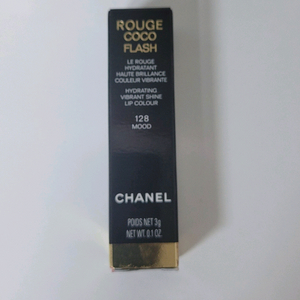 ROUGE
COCO
FLASH
LE ROUGE
HYDRATANT
HAUTE BRILLANCE
COULEUR VIBRANTE
HYDRATING
VIBRANT SHINE
LIP COLOUR
128
MOOD
CHANEL
POIDS NET 3g
NET WT. 0.1 OZ.